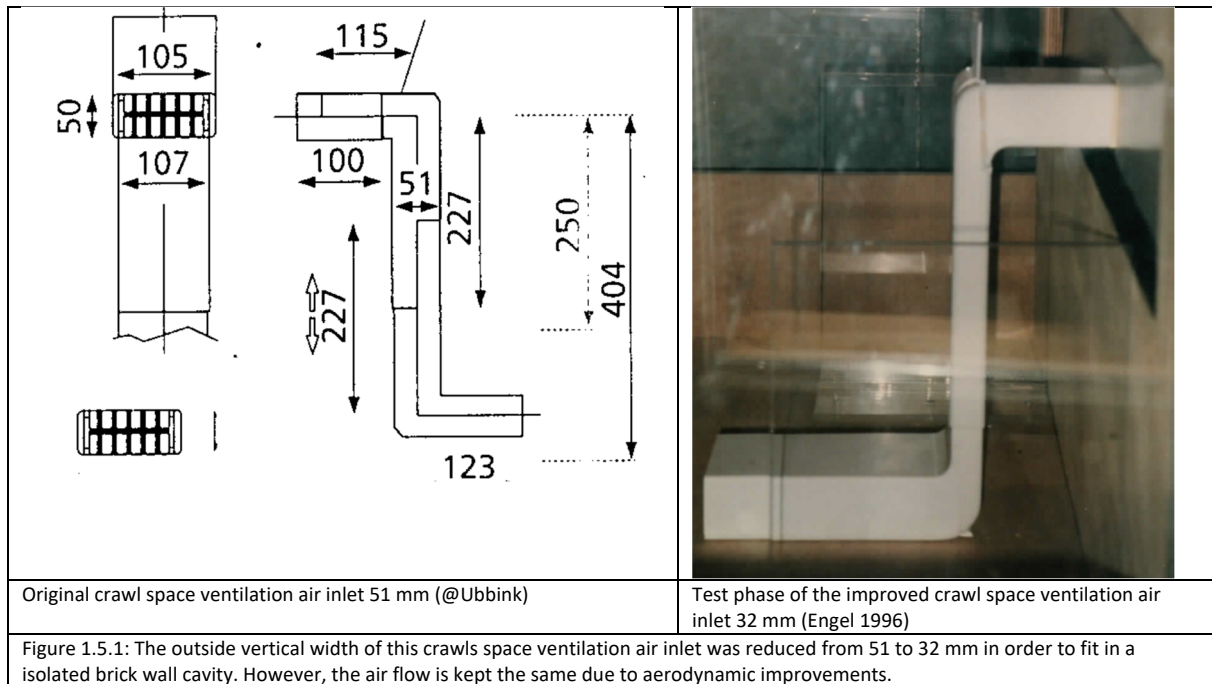 105
50
107
115
100
51
227
227
250
404
123
Original crawl space ventilation air inlet 51 mm (@Ubbink)
Test phase of the improved crawl space ventilation air
inlet 32 mm (Engel 1996)
Figure 1.5.1: The outside vertical width of this crawls space ventilation air inlet was reduced from 51 to 32 mm in order to fit in a
isolated brick wall cavity. However, the air flow is kept the same due to aerodynamic improvements.